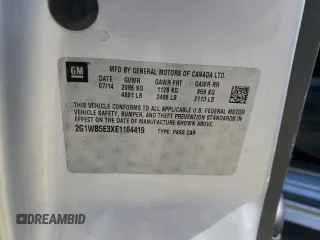 GM
MFD BY GENERAL MOTORS OF CANADA LTD.
DATE GVWR GAWR FRT GAWR RR
07/14 2086 KG 1128 KG 958 KG
4601 LB 2488 LB 2113 LB
THIS VEHICLE CONFORMS TO ALL APPLICABLE U.S. FEDERAL MOTOR
VEHICLE SAFETY, BUMPER, AND THEFT PREVENTION STANDARDS
IN EFFECT ON THE DATE OF MANUFACTURE SHOWN ABOVE.
2G1WB5E3XE1184419 TYPE: PASS CAR
© DREAMBID
DREAMBID.COM